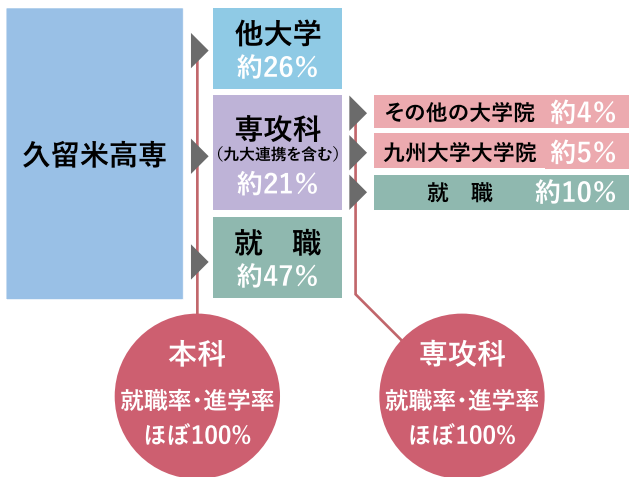 久留米高専
他大学
約26%
専攻科
(九大連携を含む)
約21%
就 職
約47%
その他の大学院 約4%
九州大学大学院 約5%
就 職 約10%
本科
就職率・進学率
ほぼ100%
専攻科
就職率・進学率
ほぼ100%